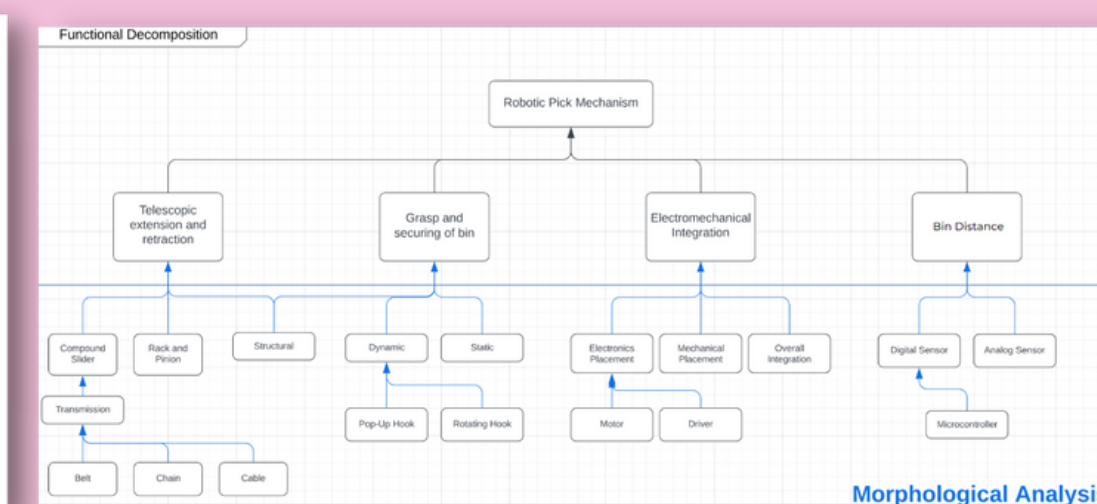 Functional Decomposition
Robotic Pick Mechanism
Telescopic
extension and
retraction
Grasp and
securing of bin
Electromechanical
Integration
Bin Distance
Compound
Slider
Rack and
Pinion
Structural
Dynamic
Static
Electronics
Placement
Mechanical
Placement
Overall
Integration
Digital Sensor
Analog Sensor
Transmission
Pop-Up Hook
Rotating Hook
Motor
Driver
Microcontroller
Belt
Chain
Cable
Morphological Analysi